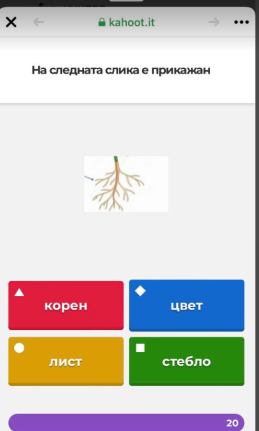 kahoot.it
На следната слика е прикажан
корен
цвет
лист
стебло
20